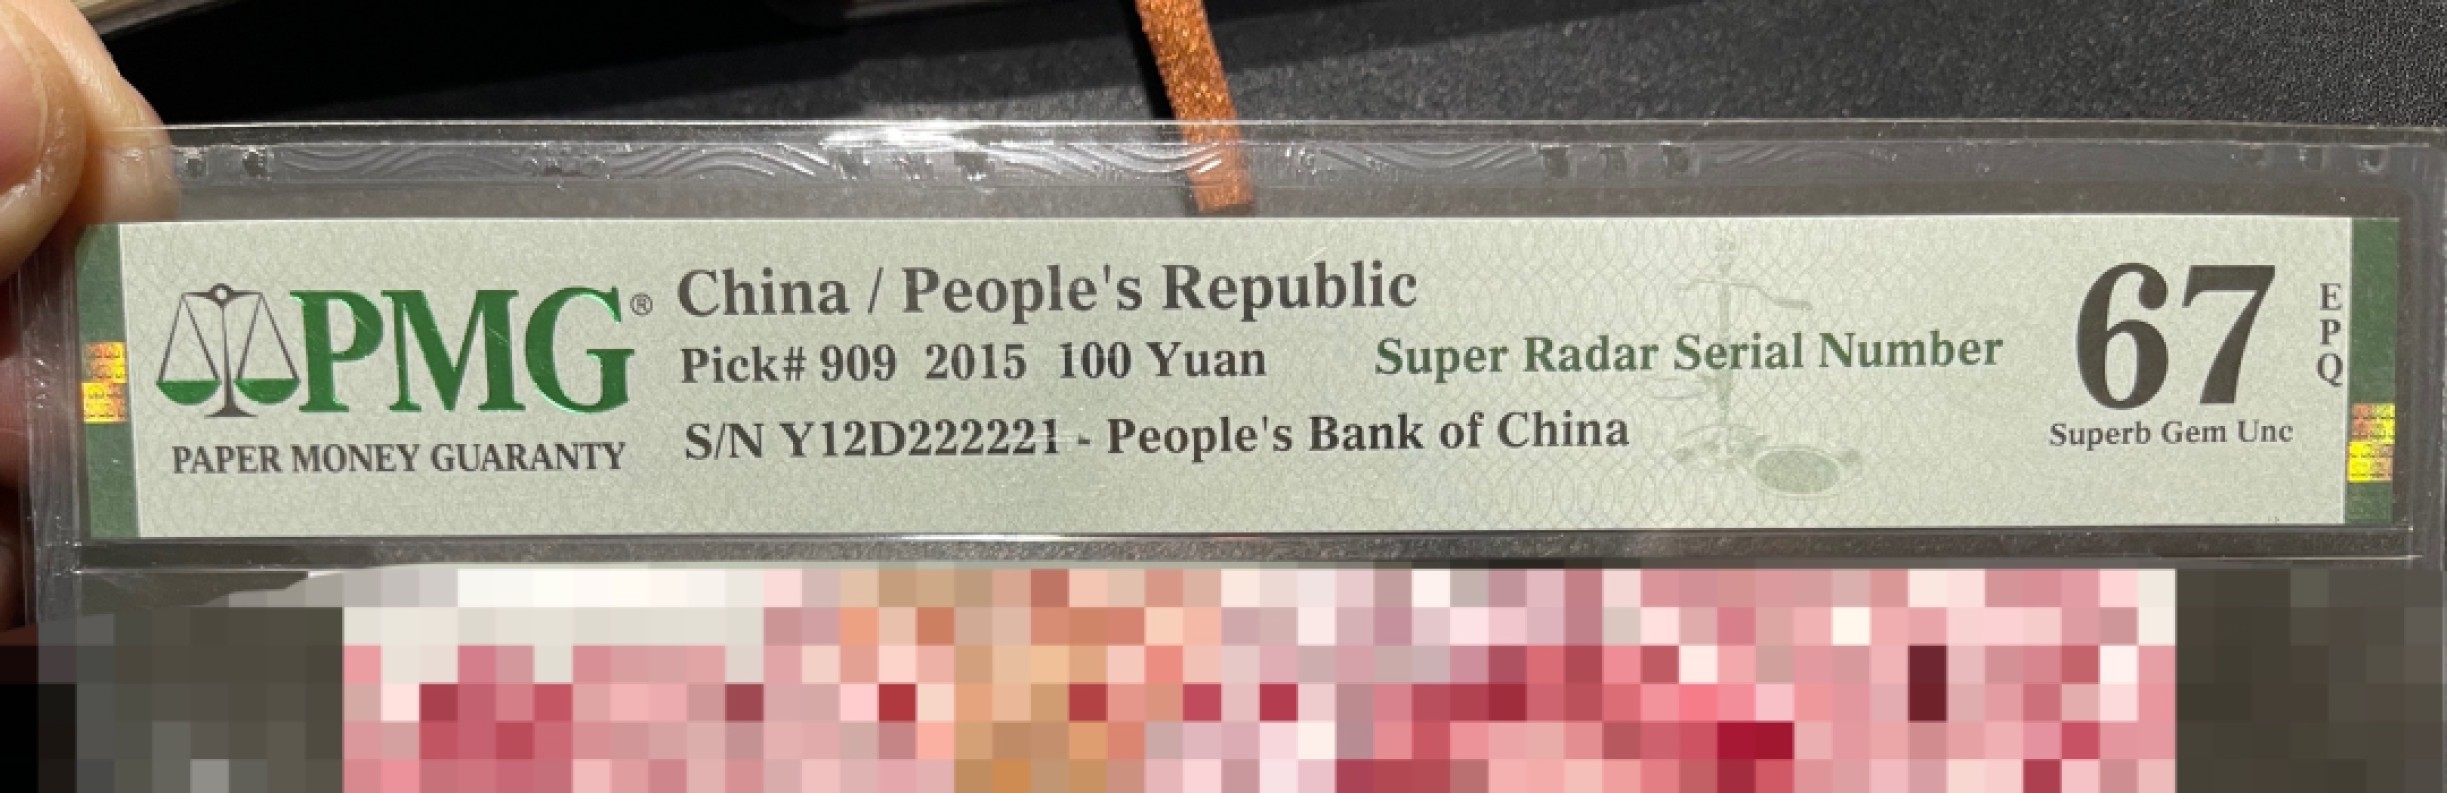 PMG®
PAPER MONEY GUARANTY
China / People's Republic
Pick# 909 2015 100 Yuan
Super Radar Serial Number
S/N Y12D222221 - People's Bank of China
67
EPQ
Superb Gem Unc